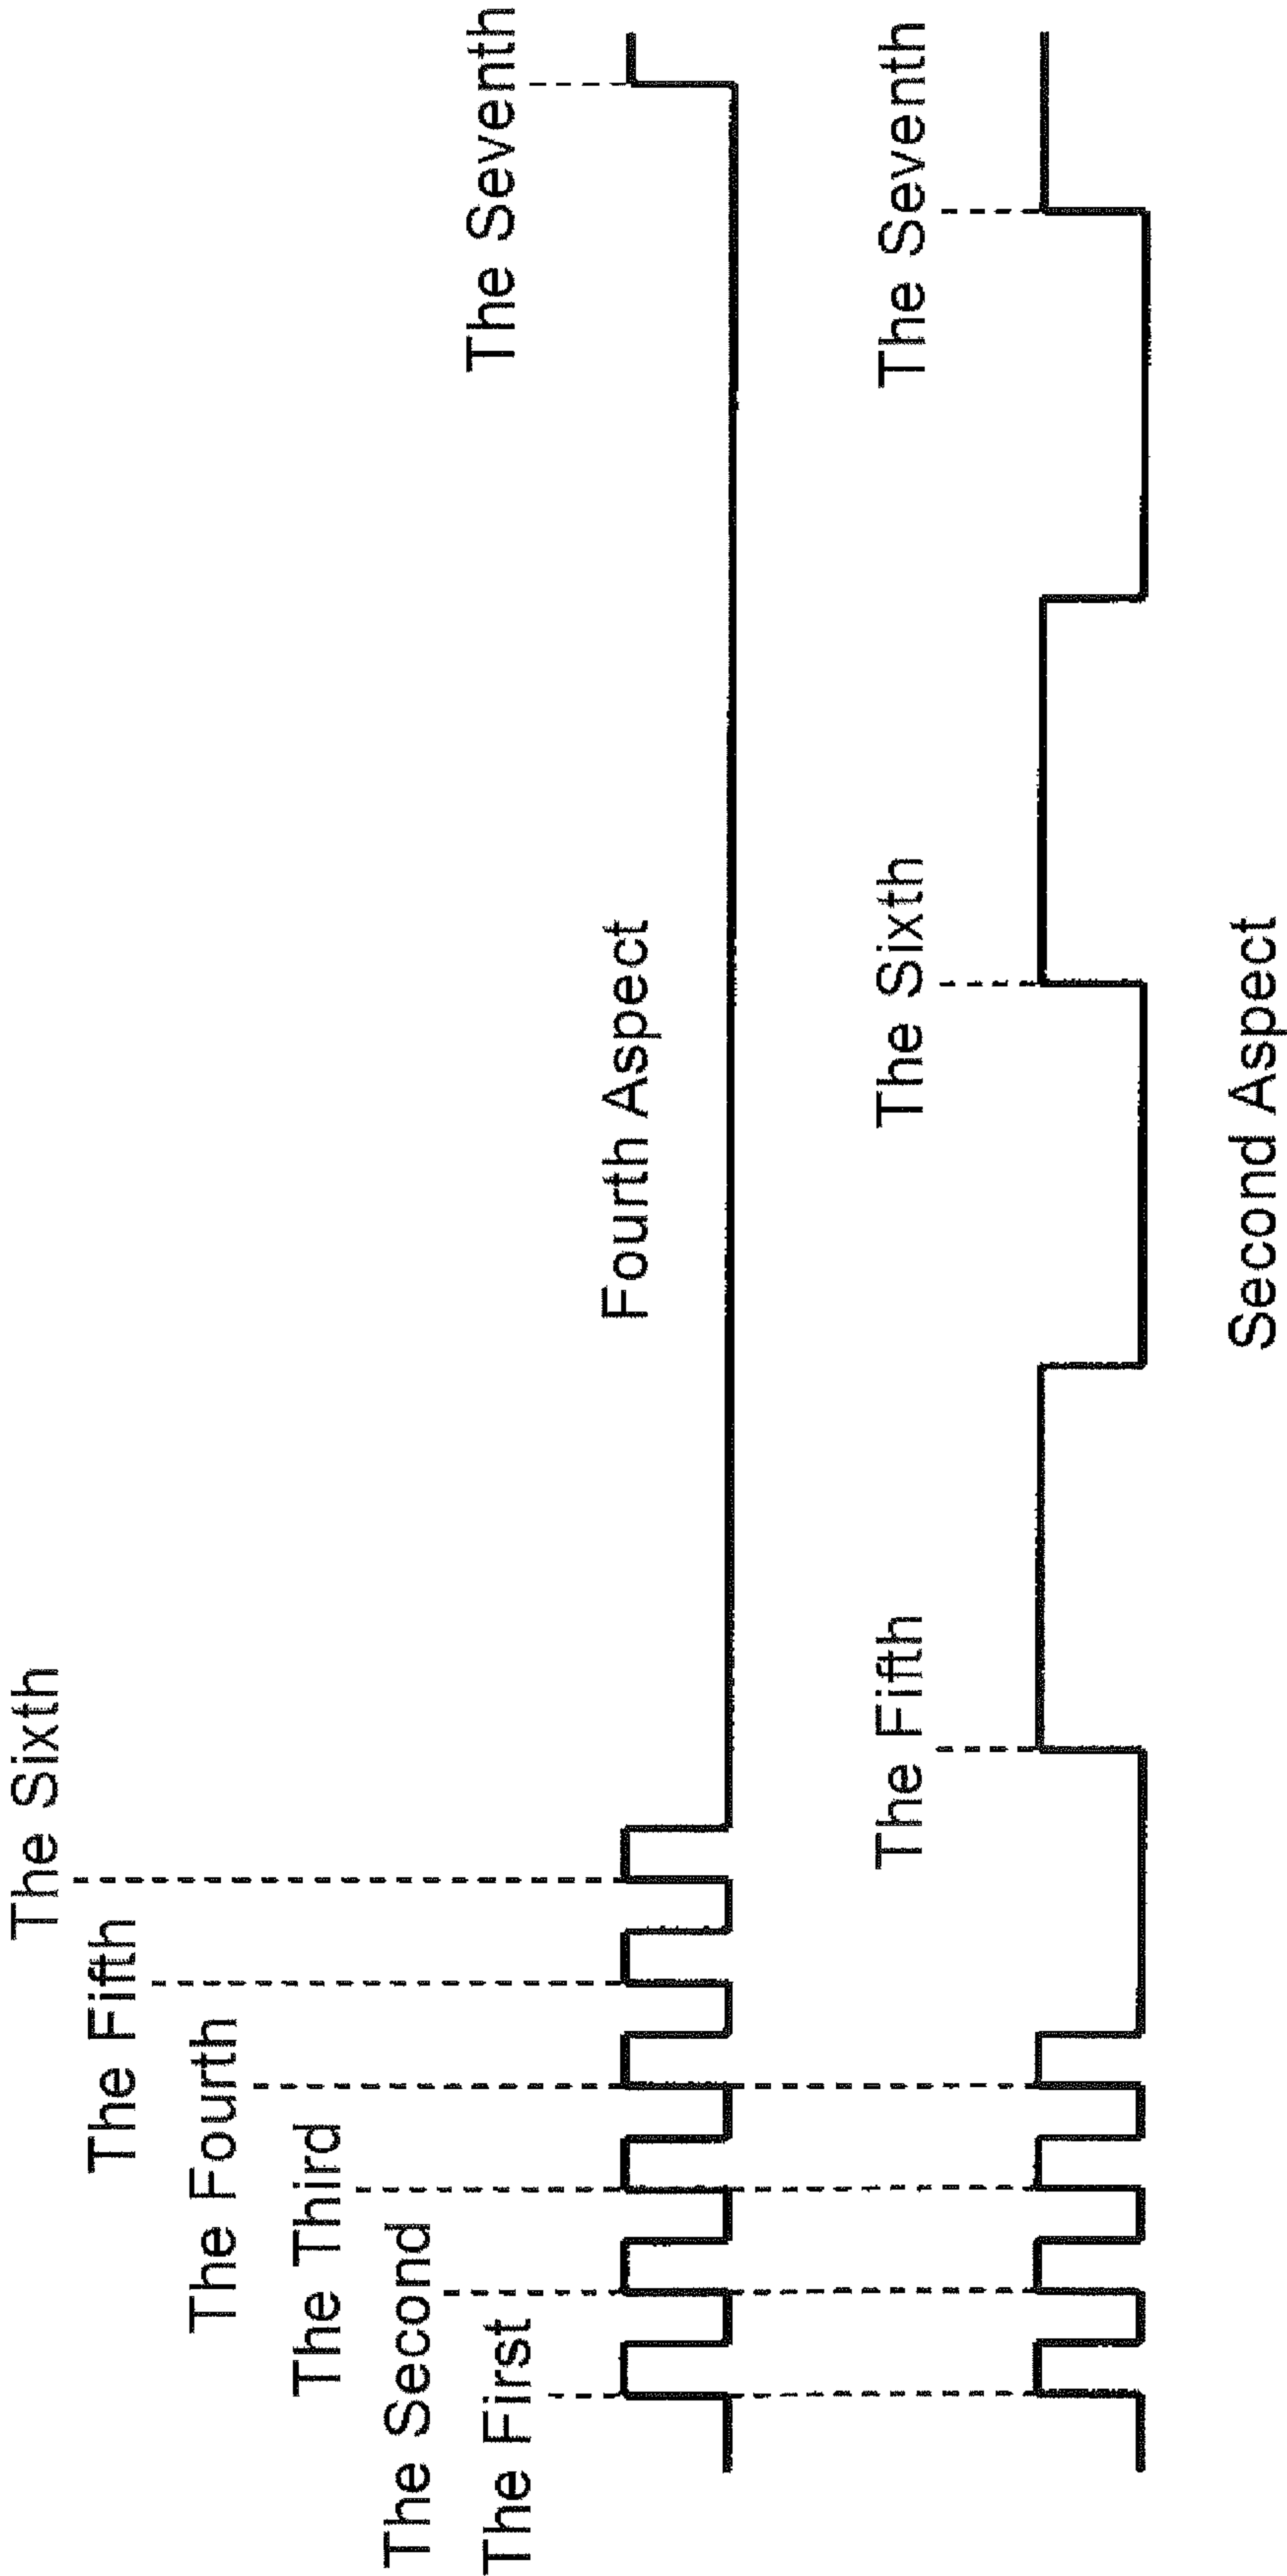 The Sixth
The Fifth
The Fourth
The Third
The Second
The First
The Seventh
Fourth Aspect
The Fifth
The Sixth
The Seventh
Second Aspect